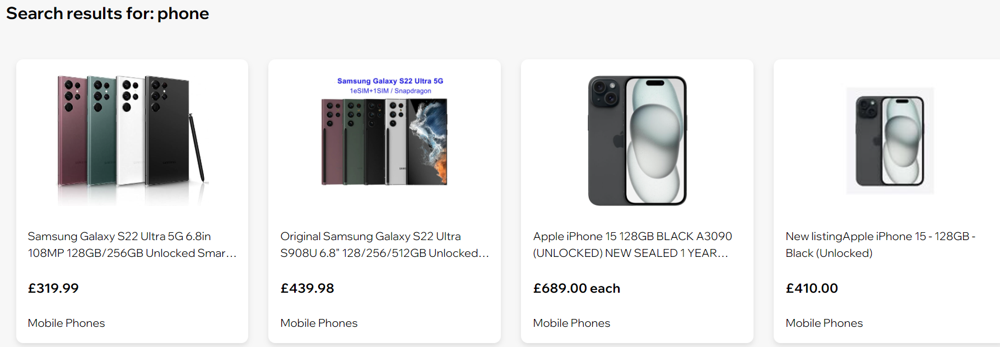 Search results for: phone
Samsung Galaxy S22 Ultra 5G
1eSIM+1SIM / Snapdragon
Samsung Galaxy S22 Ultra 5G 6.8in
108MP 128GB/256GB Unlocked Smar...
£319.99
Mobile Phones
Original Samsung Galaxy S22 Ultra
S908U 6.8" 128/256/512GB Unlocked...
£439.98
Mobile Phones
Apple iPhone 15 128GB BLACK A3090
(UNLOCKED) NEW SEALED 1 YEAR...
£689.00 each
Mobile Phones
New listingApple iPhone 15 - 128GB -
Black (Unlocked)
£410.00
Mobile Phones